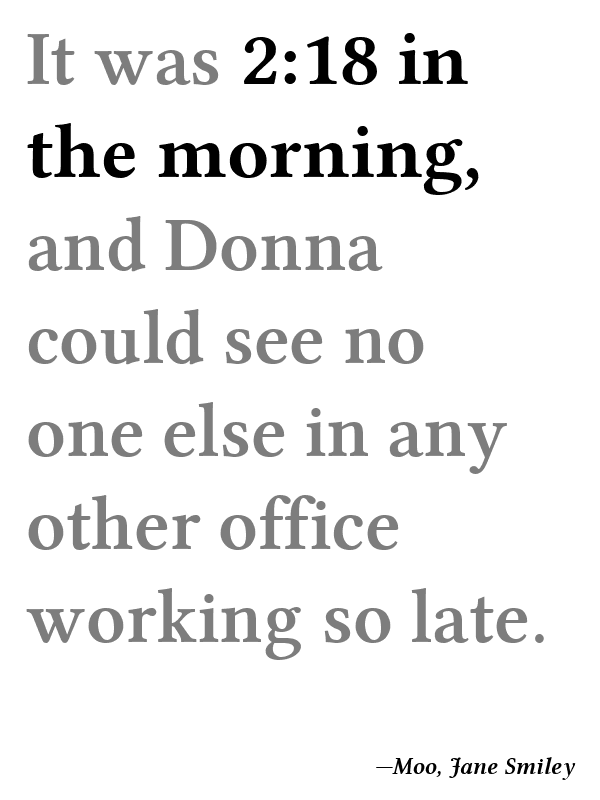 It was 2:18 in
the morning,
and Donna
could see no
one else in any
other office
working so late.
—Moo, Jane Smiley